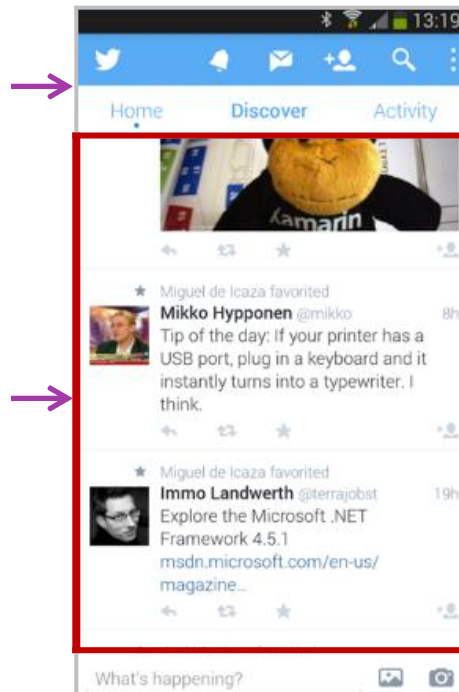 13:19
Home Discover Activity
Xamarin
Miguel de Icaza favorited
Mikko Hypponen @mikko 8h
Tip of the day: If your printer has a
USB port, plug in a keyboard and it
instantly turns into a typewriter. I
think.
Miguel de Icaza favorited
Immo Landwerth @terrajobst 19h
Explore the Microsoft .NET
Framework 4.5.1
msdn.microsoft.com/en-us/
magazine...
What's happening?